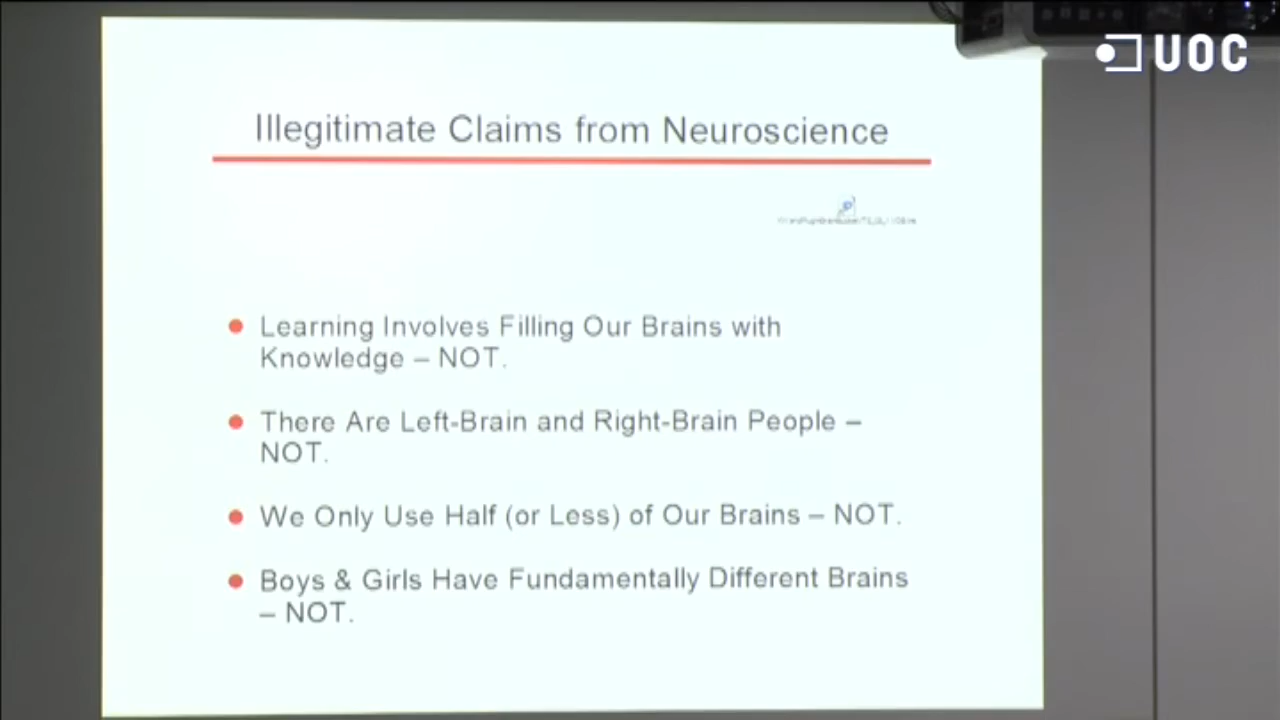 UOC
Illegitimate Claims from Neuroscience
Learning Involves Filling Our Brains with
Knowledge – NOT.
There Are Left-Brain and Right-Brain People –
NOT.
We Only Use Half (or Less) of Our Brains – NOT.
Boys & Girls Have Fundamentally Different Brains
– NOT.